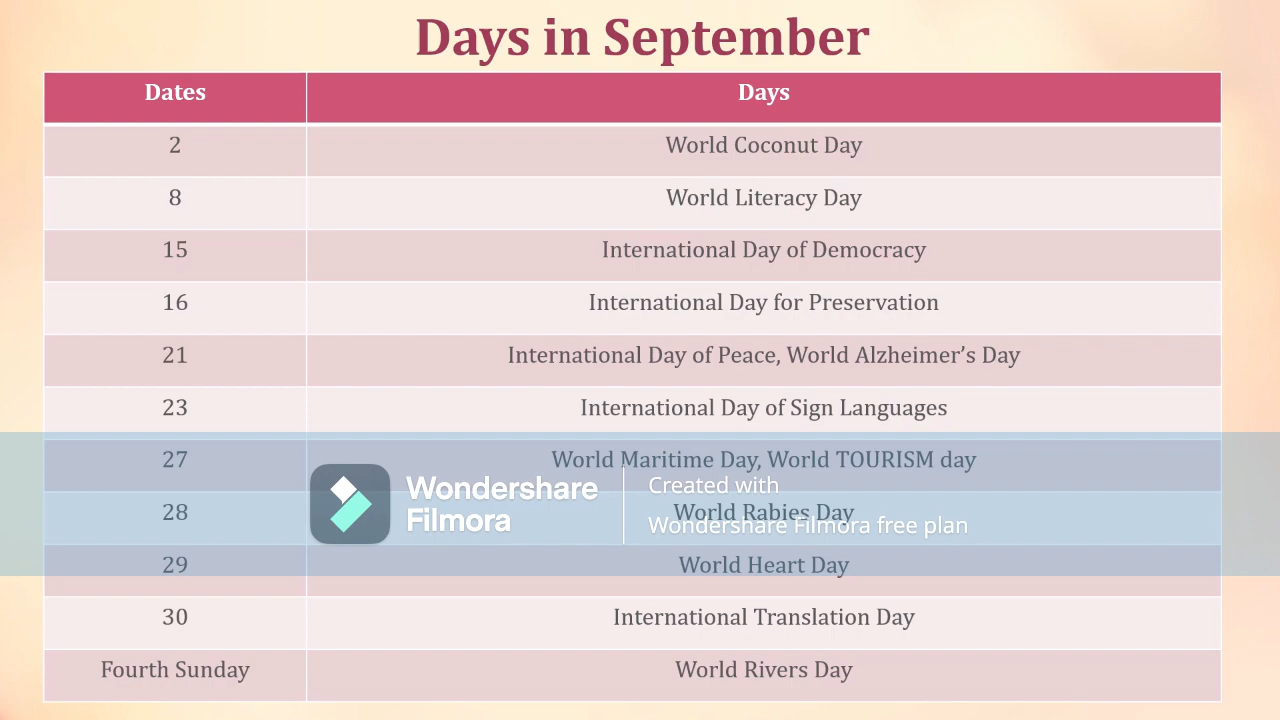 Days in September
Dates Days
2 World Coconut Day
8 World Literacy Day
15 International Day of Democracy
16 International Day for Preservation
21 International Day of Peace, World Alzheimer’s Day
23 International Day of Sign Languages
27 World Maritime Day, World TOURISM day
28 World Rabies Day
29 World Heart Day
30 International Translation Day
Fourth Sunday World Rivers Day
Wondershare
Filmora
Created with
Wondershare Filmora free plan